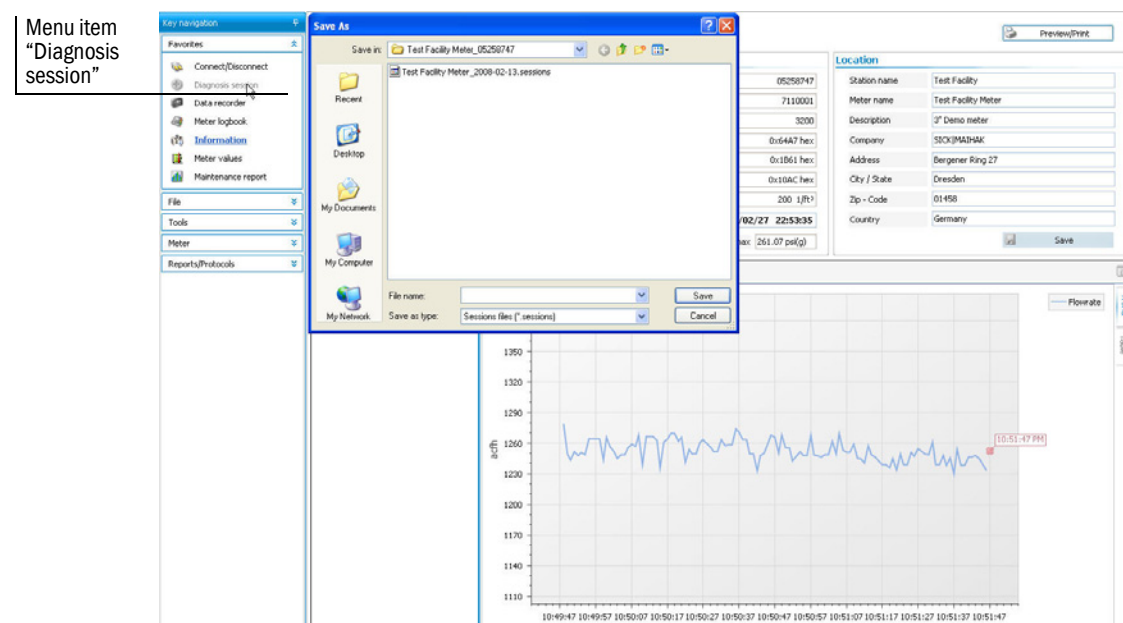 Menu item
“Diagnosis
session”
Key navigation
Favorites
Connect/Disconnect
Diagnosis session
Data recorder
Meter logbook
Information
Meter values
Maintenance report
File
Tools
Meter
Reports/Protocols
Save As
Save in:
Test Facility Meter_05258747
Test Facility Meter_2008-02-13.sessions
Recent
Desktop
My Documents
My Computer
My Network
File name:
Save
Save as type:
Sessions files (*.sessions)
Cancel
Preview/Print
05258747
7110001
3200
0x64A7 hex
0x1B61 hex
0x10AC hex
200 1/ft³
/02/27 22:53:35
261.07 psi(g)
Location
Station name
Test Facility
Meter name
Test Facility Meter
Description
3" Demo meter
Company
SICK|MAIHAK
Address
Bergener Ring 27
City / State
Dresden
Zip - Code
01458
Country
Germany
Save
Flowrate
1350
1320
1290
1260
1230
1200
1170
1140
1110
acfh
10:51:47 PM
10:49:47 10:49:57 10:50:07 10:50:17 10:50:27 10:50:37 10:50:47 10:50:57 10:51:07 10:51:17 10:51:27 10:51:37 10:51:47